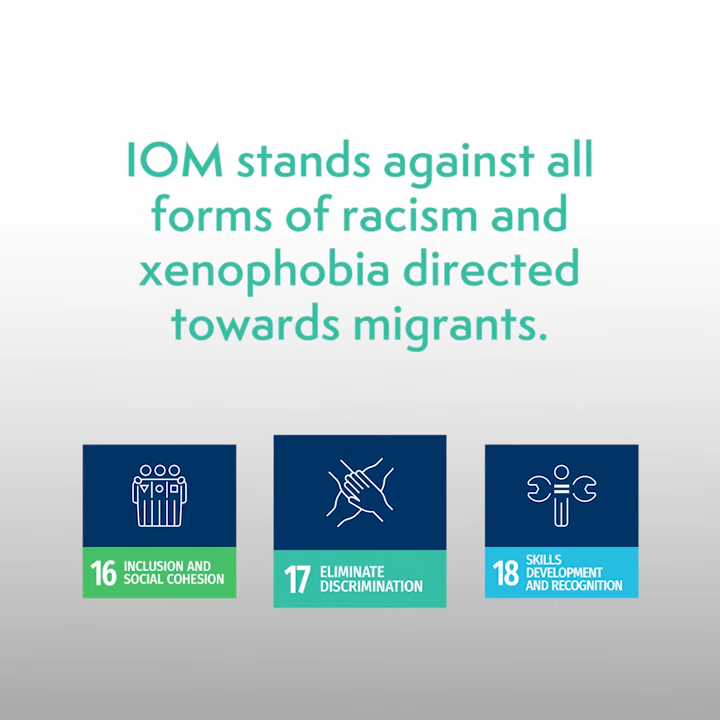 IOM stands against all
forms of racism and
xenophobia directed
towards migrants.
16 INCLUSION AND
SOCIAL COHESION
17 ELIMINATE
DISCRIMINATION
18 SKILLS
DEVELOPMENT
AND RECOGNITION